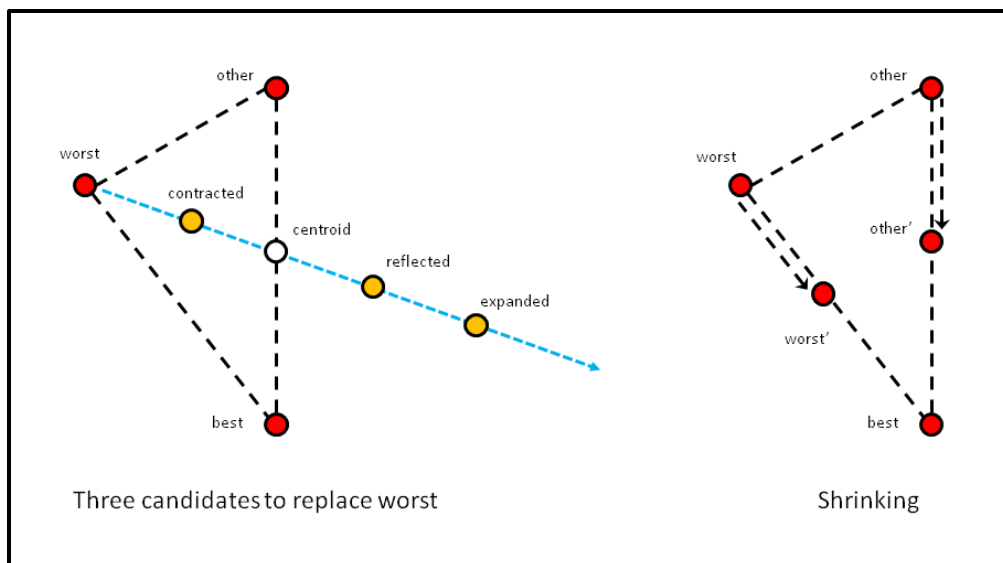 other
worst
contracted
centroid
reflected
expanded
best
Three candidates to replace worst
other
worst
other’
worst’
best
Shrinking